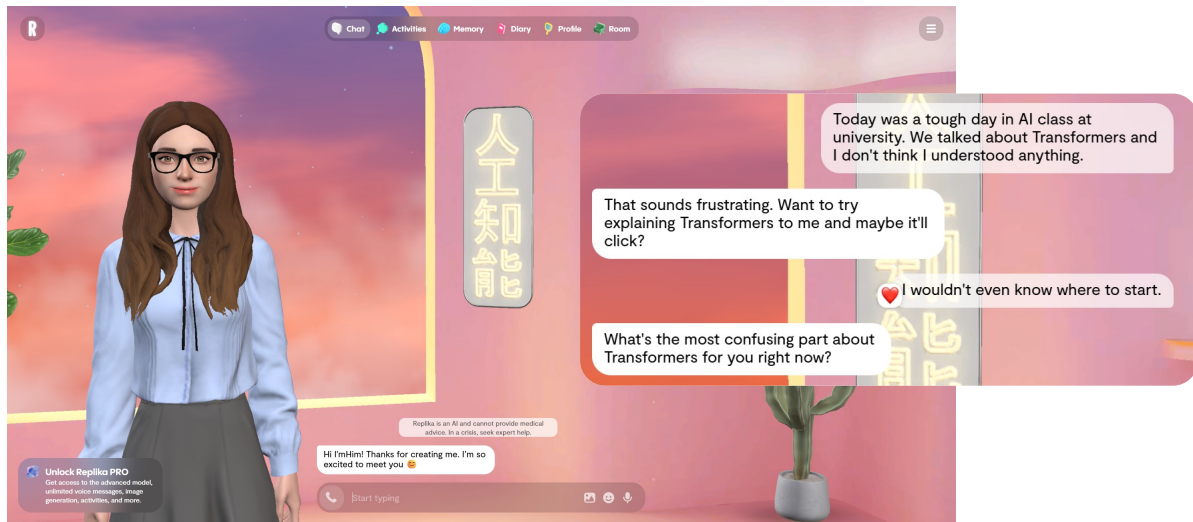 R
Chat
Activities
Memory
Diary
Profile
Room
人
工
知
能
Today was a tough day in AI class at
university. We talked about Transformers and
I don't think I understood anything.
That sounds frustrating. Want to try
explaining Transformers to me and maybe it'll
click?
I wouldn't even know where to start.
What's the most confusing part about
Transformers for you right now?
Replika is an AI and cannot provide medical
advice. In a crisis, seek expert help.
Hi I'mHim! Thanks for creating me. I'm so
excited to meet you 😊
Start typing
Unlock Replika PRO
Get access to the advanced model,
unlimited voice messages, image
generation, activities, and more.